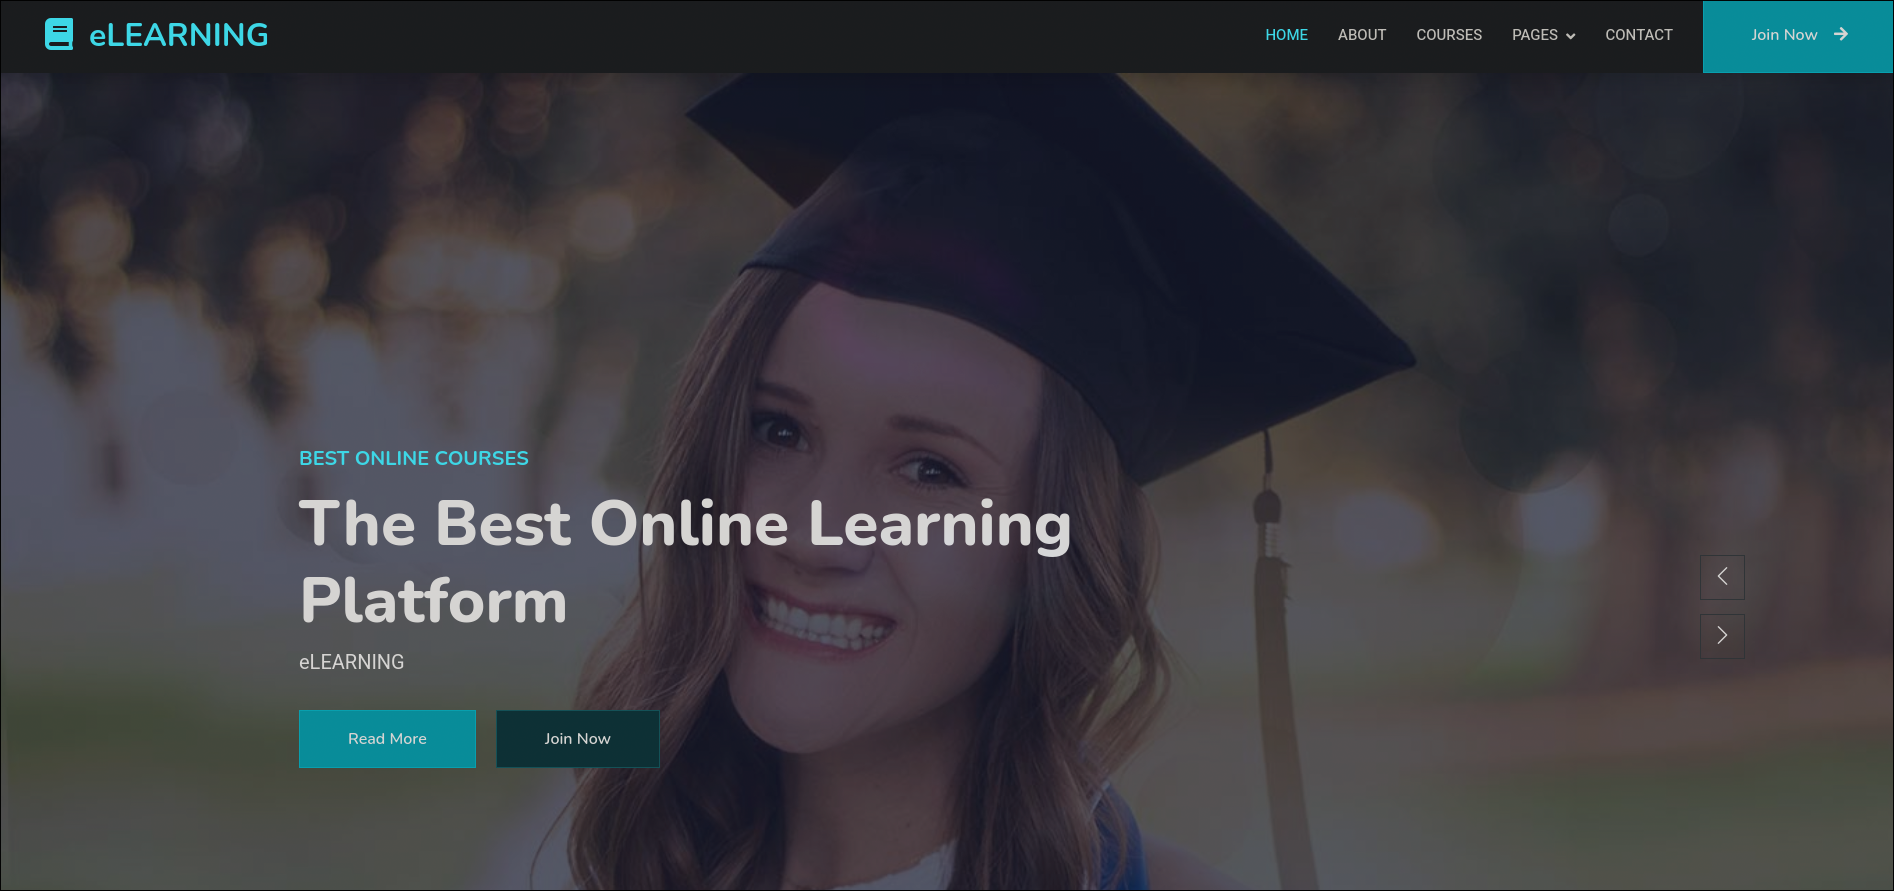 eLEARNING
HOME ABOUT COURSES PAGES CONTACT Join Now
BEST ONLINE COURSES
The Best Online Learning
Platform
eLEARNING
Read More Join Now